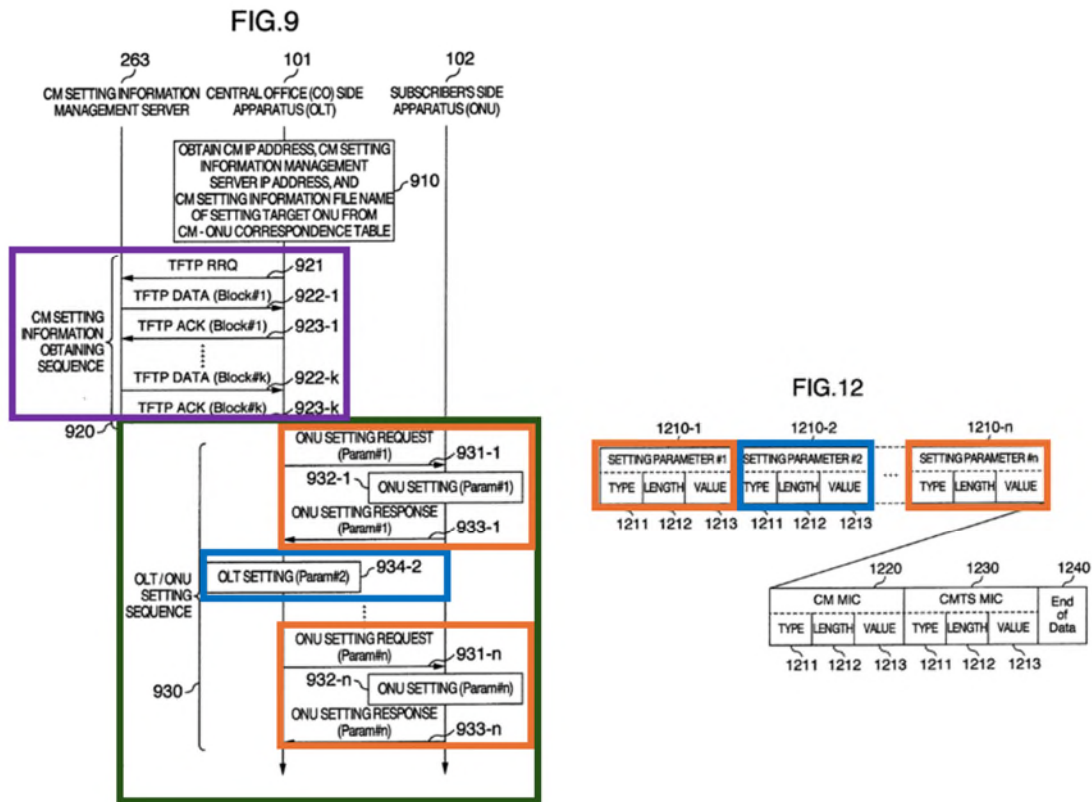 FIG.9
263
101
102
CM SETTING INFORMATION
MANAGEMENT SERVER
CENTRAL OFFICE (CO) SIDE
APPARATUS (OLT)
SUBSCRIBER'S SIDE
APPARATUS (ONU)
OBTAIN CM IP ADDRESS, CM SETTING
INFORMATION MANAGEMENT
SERVER IP ADDRESS, AND
CM SETTING INFORMATION FILE NAME
OF SETTING TARGET ONU FROM
CM - ONU CORRESPONDENCE TABLE
910
CM SETTING
INFORMATION
OBTAINING
SEQUENCE
920
TFTP RRQ
921
TFTP DATA (Block#1)
922-1
TFTP ACK (Block#1)
923-1
TFTP DATA (Block#k)
922-k
TFTP ACK (Block#k)
923-k
OLT / ONU
SETTING
SEQUENCE
930
ONU SETTING REQUEST
(Param#1)
931-1
932-1
ONU SETTING (Param#1)
ONU SETTING RESPONSE
(Param#1)
933-1
OLT SETTING (Param#2)
934-2
ONU SETTING REQUEST
(Param#n)
931-n
932-n
ONU SETTING (Param#n)
ONU SETTING RESPONSE
(Param#n)
933-n
FIG.12
1210-1
1210-2
1210-n
SETTING PARAMETER #1
SETTING PARAMETER #2
...
SETTING PARAMETER #n
TYPE LENGTH VALUE
TYPE LENGTH VALUE
TYPE LENGTH VALUE
1211 1212 1213
1211 1212 1213
1211 1212 1213
1220
1230
1240
CM MIC
CMTS MIC
End
of
Data
TYPE LENGTH VALUE
TYPE LENGTH VALUE
1211 1212 1213
1211 1212 1213